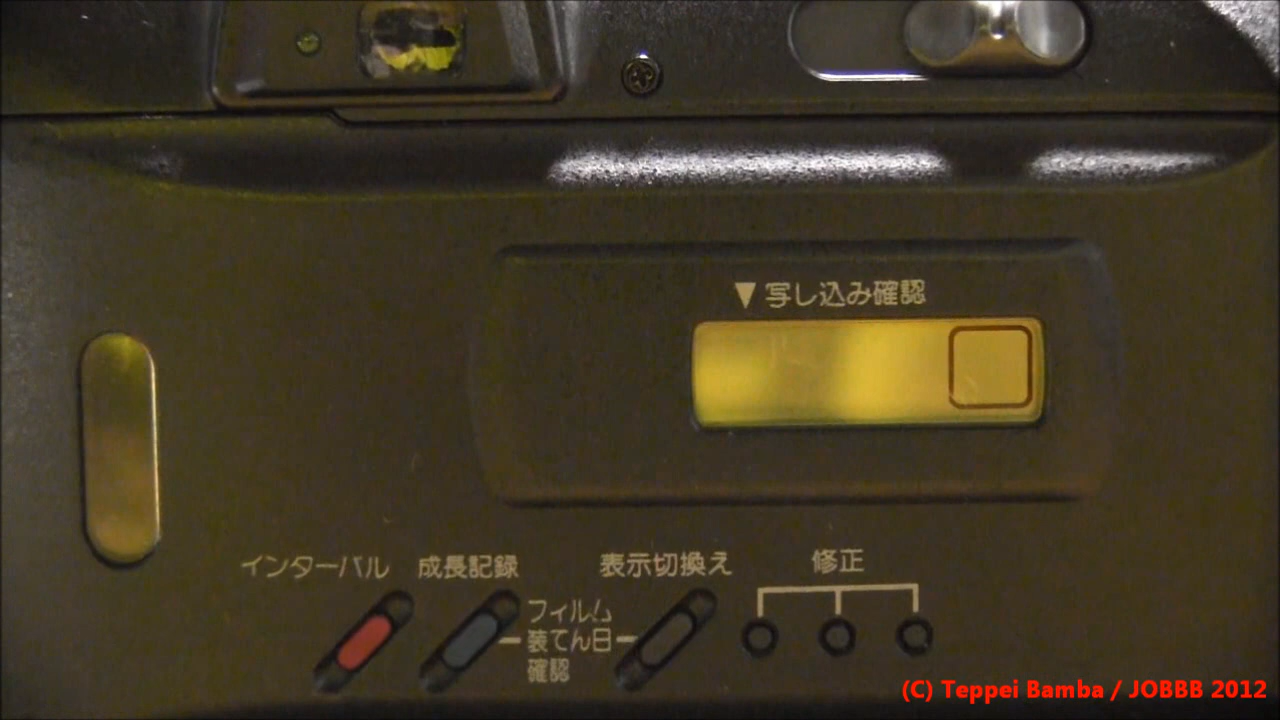 ▼写し込み確認
インターバル
成長記録
表示切換え
修正
フィルム
装てん日
確認
(C) Teppei Bamba / JOBBB 2012